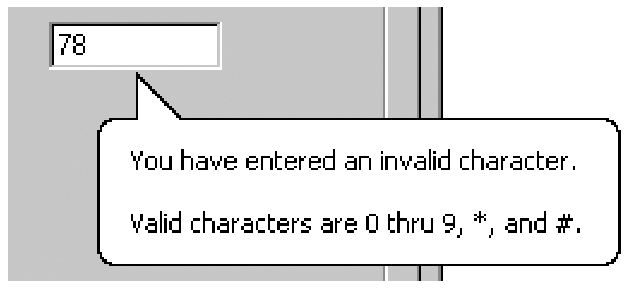 78
You have entered an invalid character.
Valid characters are 0 thru 9, *, and #.